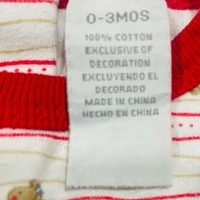 0-3MOS
100% COTTON
EXCLUSIVE OF
DECORATION
EXCLUYENDO EL
DECORADO
MADE IN CHINA
HECHO EN CHINA